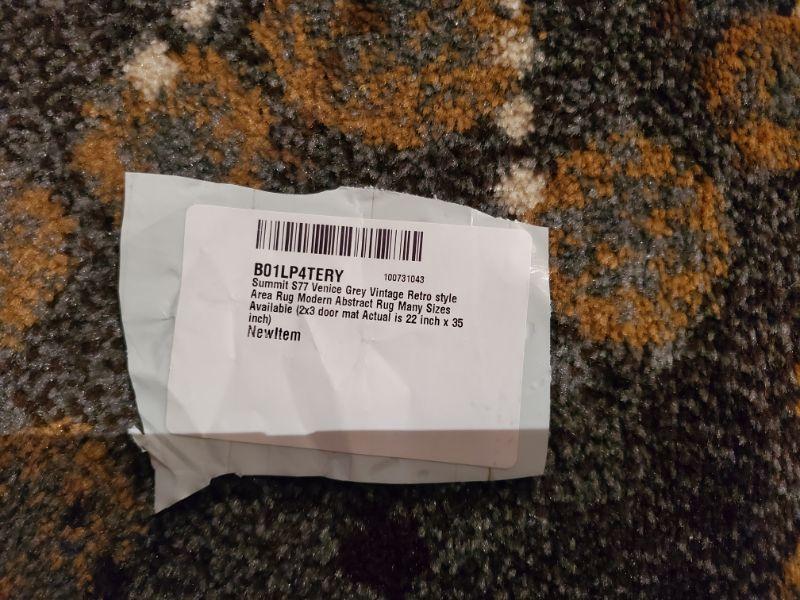 B01LP4TERY 100731043
Summit S77 Venice Grey Vintage Retro style
Area Rug Modern Abstract Rug Many Sizes
Available (2x3 door mat Actual is 22 inch x 35
inch)
NewItem